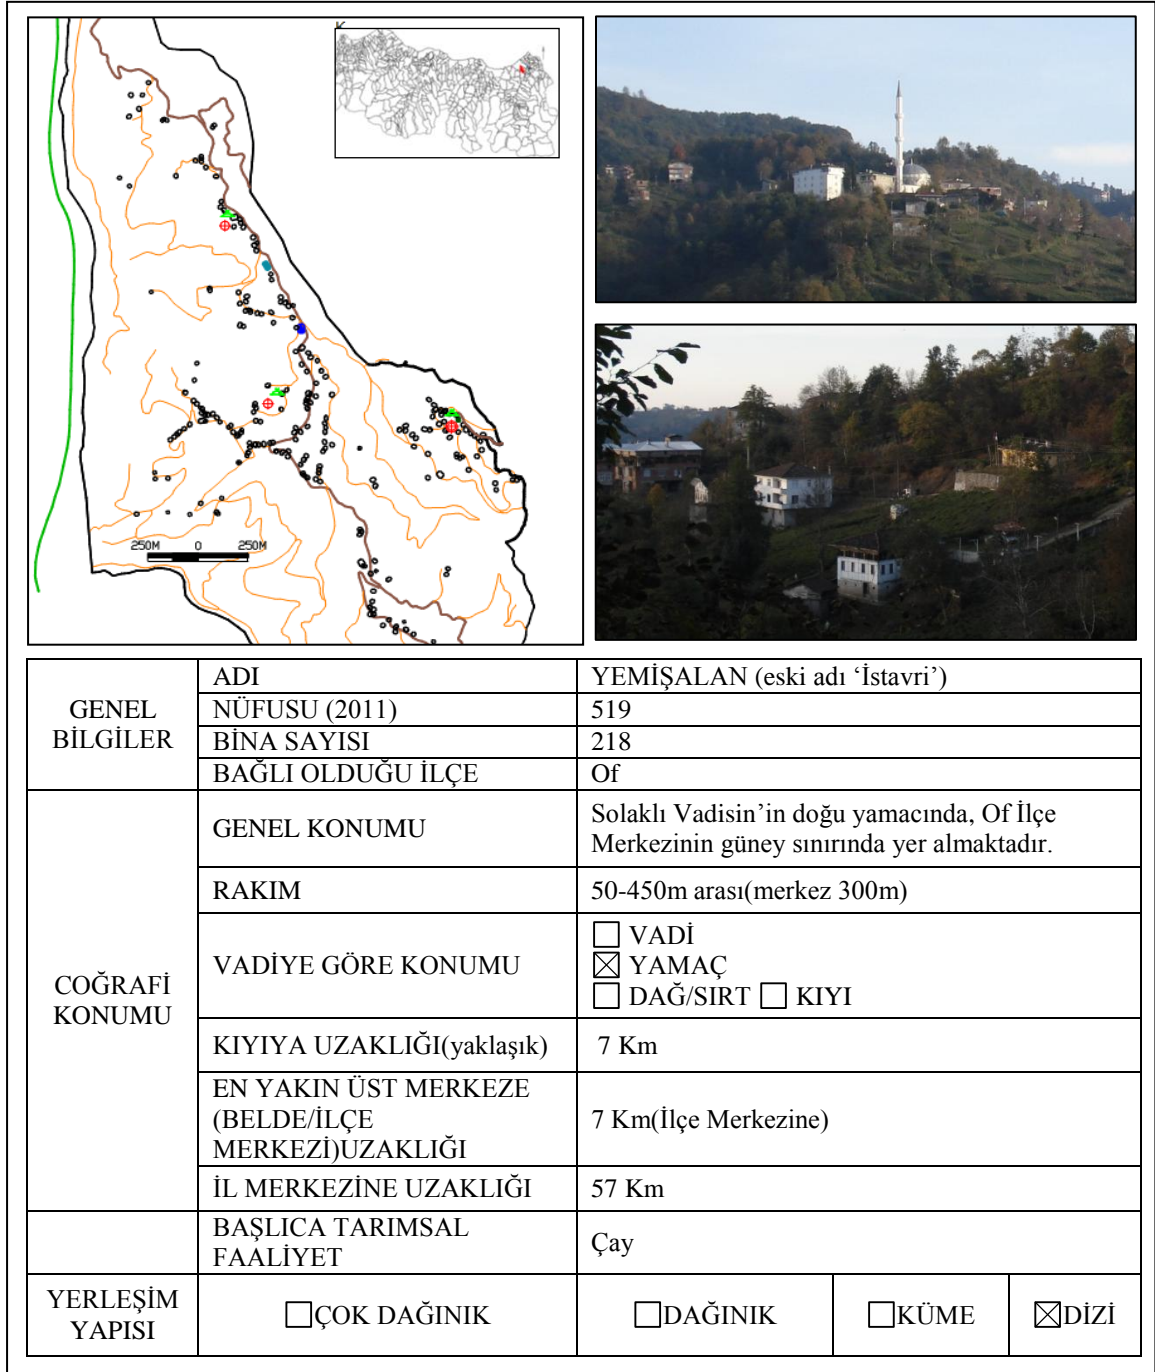 K
250M 0 250M
GENEL BİLGİLER
ADI
YEMİŞALAN (eski adı ‘İstavri’)
NÜFUSU (2011)
519
BİNA SAYISI
218
BAĞLI OLDUĞU İLÇE
Of
COĞRAFİ KONUMU
GENEL KONUMU
Solaklı Vadisin’in doğu yamacında, Of İlçe
Merkezinin güney sınırında yer almaktadır.
RAKIM
50-450m arası(merkez 300m)
VADİYE GÖRE KONUMU
☐ VADİ
☒ YAMAÇ
☐ DAĞ/SIRT ☐ KIYI
KIYIYA UZAKLIĞI(yaklaşık)
7 Km
EN YAKIN ÜST MERKEZE
(BELDE/İLÇE
MERKEZİ)UZAKLIĞI
7 Km(İlçe Merkezine)
İL MERKEZİNE UZAKLIĞI
57 Km
BAŞLICA TARIMSAL
FAALİYET
Çay
YERLEŞİM
YAPISI
☐ÇOK DAĞINIK
☐DAĞINIK
☐KÜME
☒DİZİ